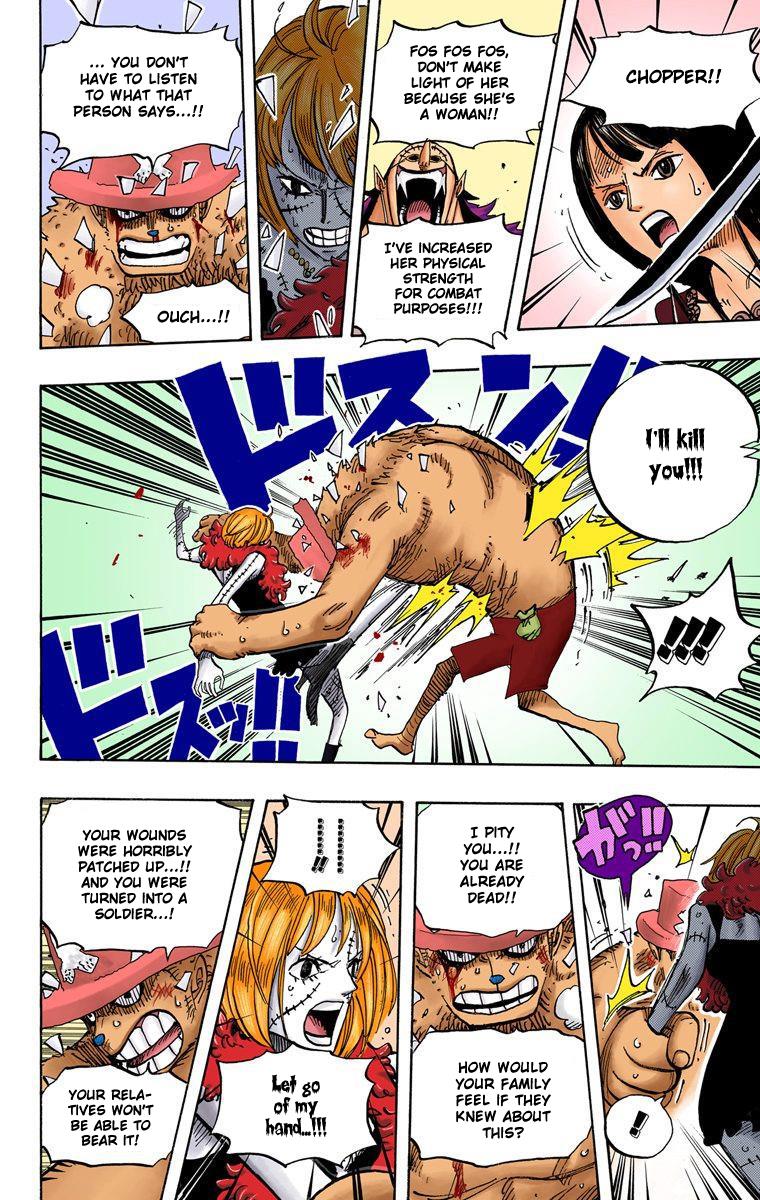 CHOPPER!!
FOS FOS FOS,
DON'T MAKE
LIGHT OF HER
BECAUSE SHE'S
A WOMAN!!
I'VE INCREASED
HER PHYSICAL
STRENGTH
FOR COMBAT
PURPOSES!!!
... YOU DON'T
HAVE TO LISTEN
TO WHAT THAT
PERSON SAYS...!!
OUCH...!!
I'll kill
you!!!
ドスン!!
!!!
ドスッ!!
ガッ!!
!
I PITY
YOU...!!
YOU ARE
ALREADY
DEAD!!
HOW WOULD
YOUR FAMILY
FEEL IF THEY
KNEW ABOUT
THIS?
Let go
of my
hand...!!!
YOUR WOUNDS
WERE HORRIBLY
PATCHED UP...!!
AND YOU WERE
TURNED INTO A
SOLDIER...!
YOUR RELA-
TIVES WON'T
BE ABLE TO
BEAR IT!